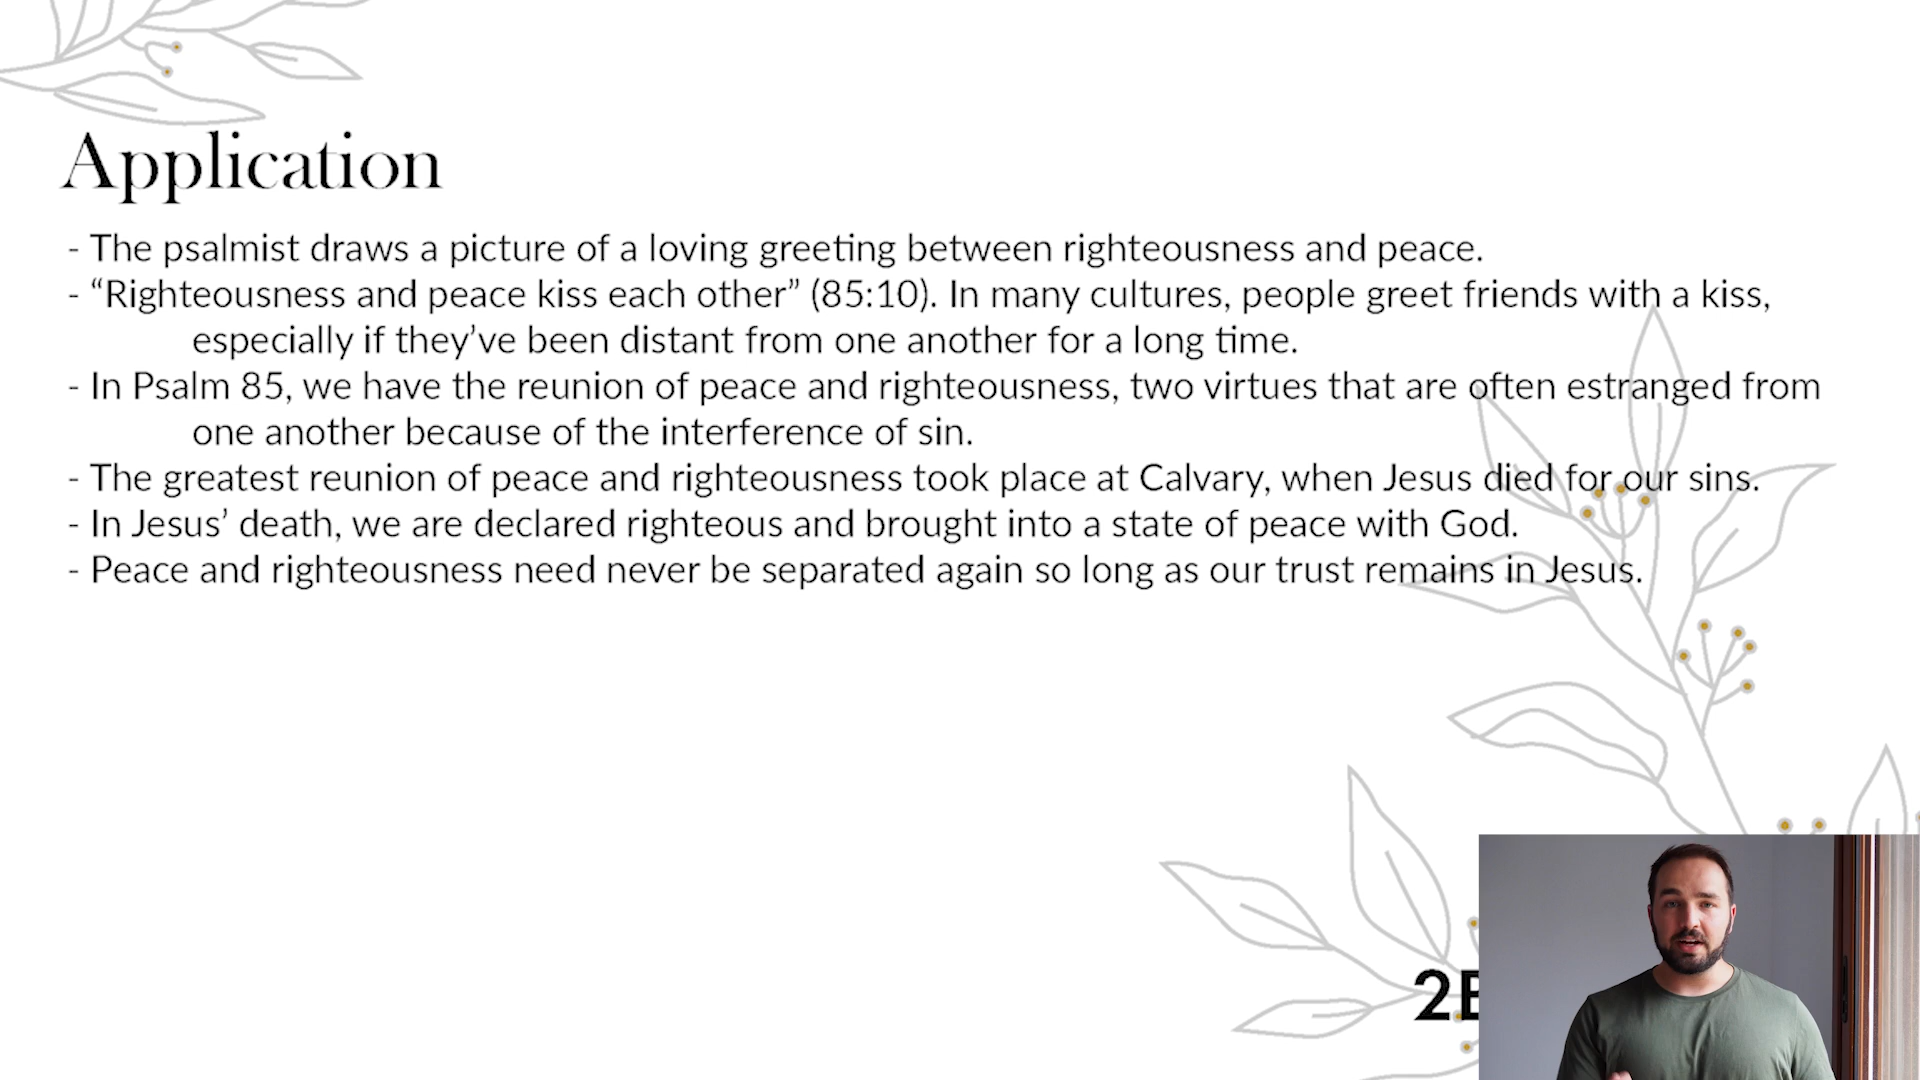 Application
- The psalmist draws a picture of a loving greeting between righteousness and peace.
- “Righteousness and peace kiss each other” (85:10). In many cultures, people greet friends with a kiss,
especially if they’ve been distant from one another for a long time.
- In Psalm 85, we have the reunion of peace and righteousness, two virtues that are often estranged from
one another because of the interference of sin.
- The greatest reunion of peace and righteousness took place at Calvary, when Jesus died for our sins.
- In Jesus’ death, we are declared righteous and brought into a state of peace with God.
- Peace and righteousness need never be separated again so long as our trust remains in Jesus.